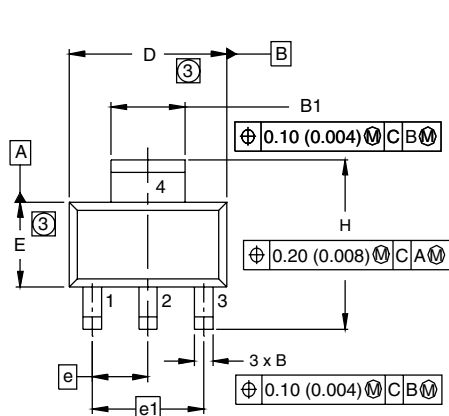 D
B
3
B1
⌖ 0.10 (0.004) Ⓜ C B Ⓜ
A
4
3
E
H
⌖ 0.20 (0.008) Ⓜ C A Ⓜ
1
2
3
3 x B
e
⌖ 0.10 (0.004) Ⓜ C B Ⓜ
e1